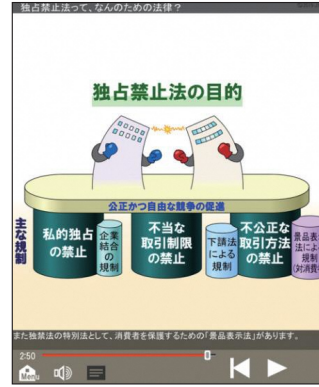 独占禁止法って、なんのための法律？
独占禁止法の目的
公正かつ自由な競争の促進
主な規制
私的独占
の禁止
企業
結合
の
規制
不当な
取引制限
の禁止
下請法
による
規制
不公正な
取引方法
の禁止
景品表示
法による
規制
(対消費
また独禁法の特別法として、消費者を保護するための「景品表示法」があります。
2:50
Menu